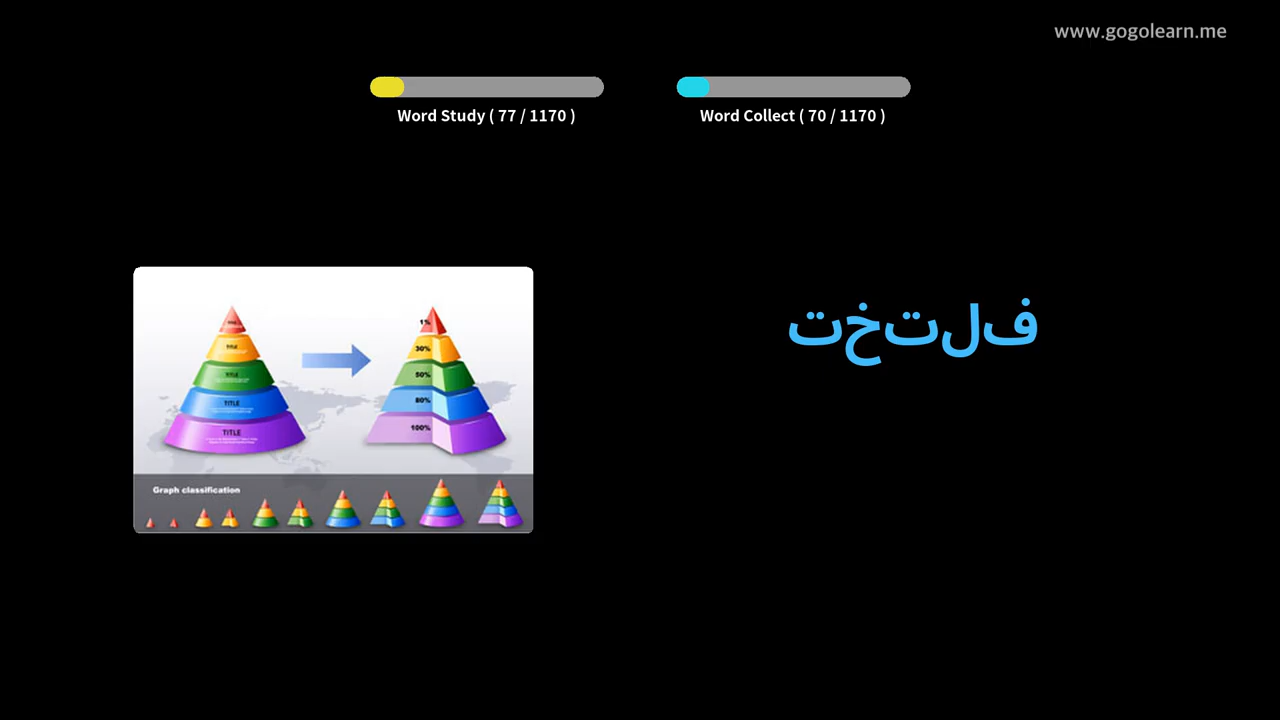 www.gogolearn.me
Word Study ( 77 / 1170 )
Word Collect ( 70 / 1170 )
تختلف
TITLE
TITLE
TITLE
TITLE
1%
30%
50%
80%
100%
Graph classification